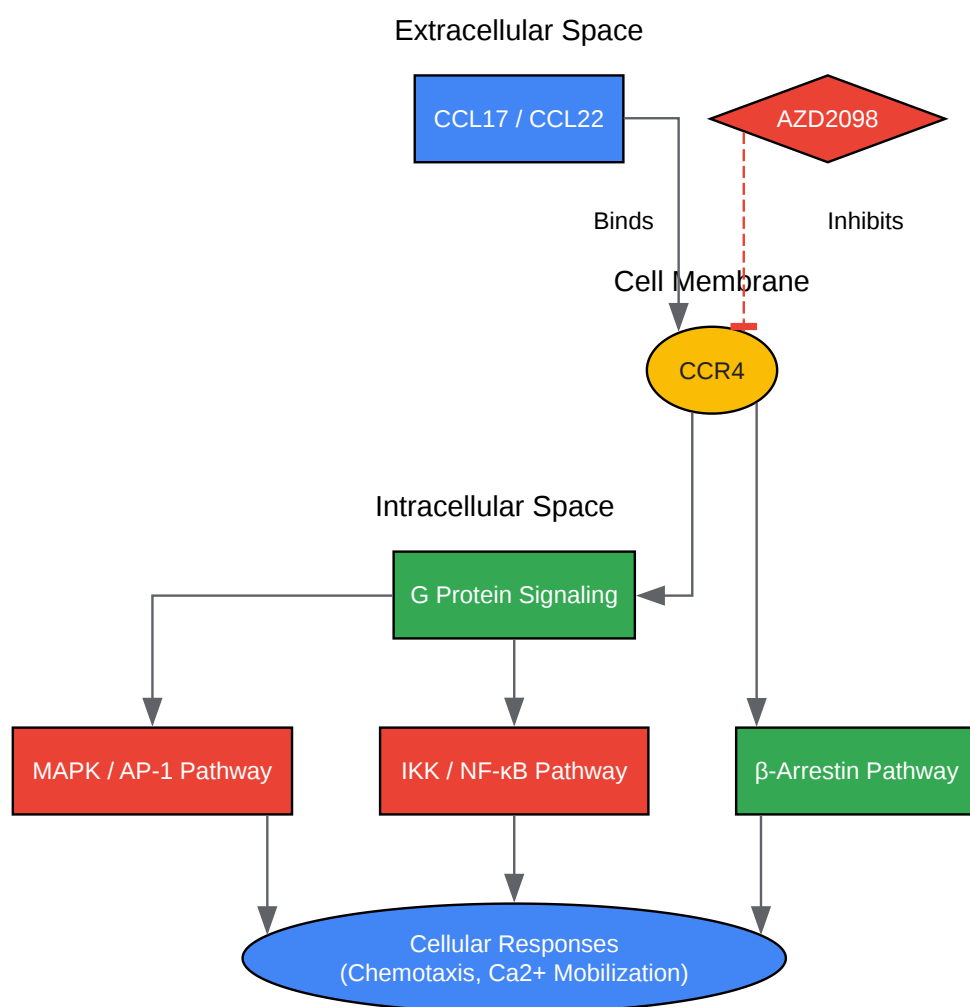 Extracellular Space
CCL17 / CCL22
AZD2098
Binds
Inhibits
Cell Membrane
CCR4
Intracellular Space
G Protein Signaling
MAPK / AP-1 Pathway
IKK / NF-κB Pathway
β-Arrestin Pathway
Cellular Responses
(Chemotaxis, Ca2+ Mobilization)